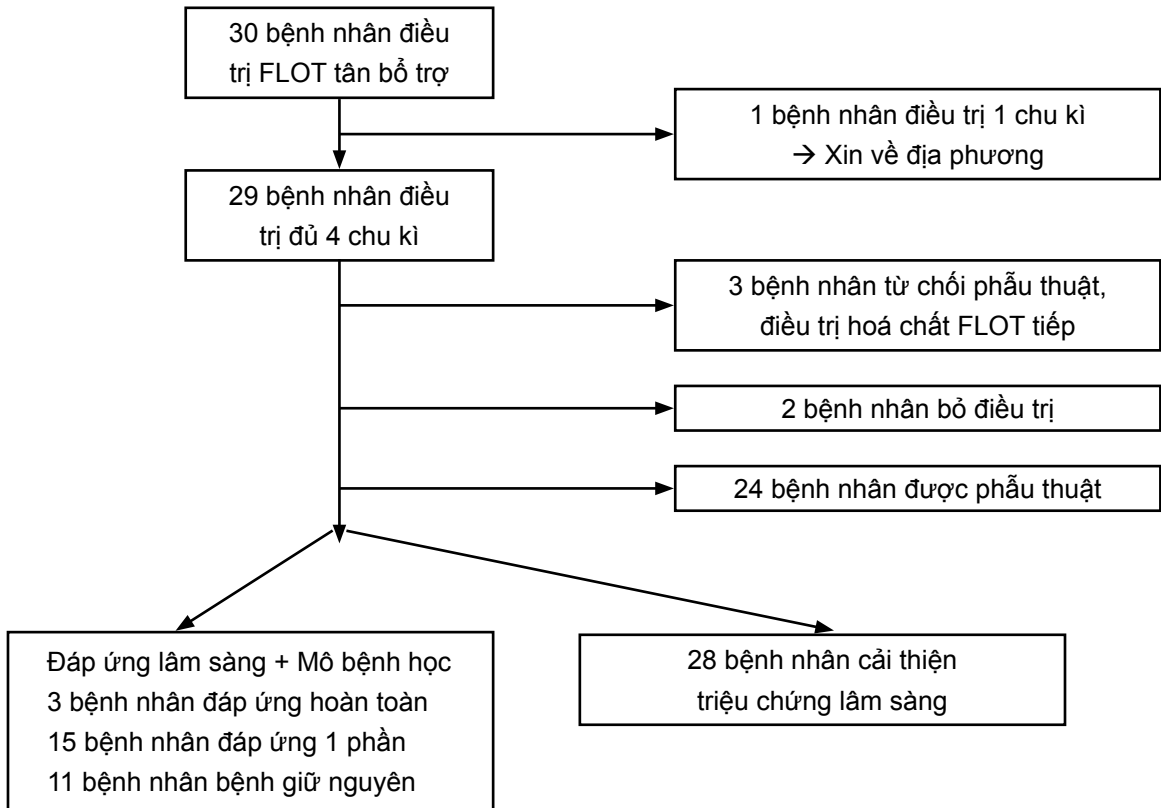 30 bệnh nhân điều
trị FLOT tân bổ trợ
1 bệnh nhân điều trị 1 chu kì
→ Xin về địa phương
29 bệnh nhân điều
trị đủ 4 chu kì
3 bệnh nhân từ chối phẫu thuật,
điều trị hoá chất FLOT tiếp
2 bệnh nhân bỏ điều trị
24 bệnh nhân được phẫu thuật
Đáp ứng lâm sàng + Mô bệnh học
3 bệnh nhân đáp ứng hoàn toàn
15 bệnh nhân đáp ứng 1 phần
11 bệnh nhân bệnh giữ nguyên
28 bệnh nhân cải thiện
triệu chứng lâm sàng